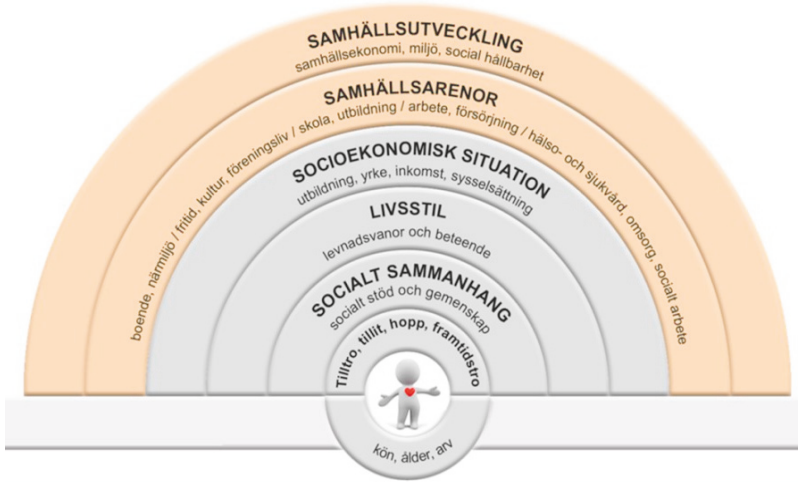 SAMHÄLLSUTVECKLING
samhällsekonomi, miljö, social hållbarhet
SAMHÄLLSARENOR
boende, närmiljö / fritid, kultur, föreningsliv / skola, utbildning / arbete, försörjning / hälso- och sjukvård, omsorg, socialt arbete
SOCIOEKONOMISK SITUATION
utbildning, yrke, inkomst, sysselsättning
LIVSSTIL
levnadsvanor och beteende
SOCIALT SAMMANHANG
socialt stöd och gemenskap
Tilltro, tillit, hopp, framtidstro
kön, ålder, arv